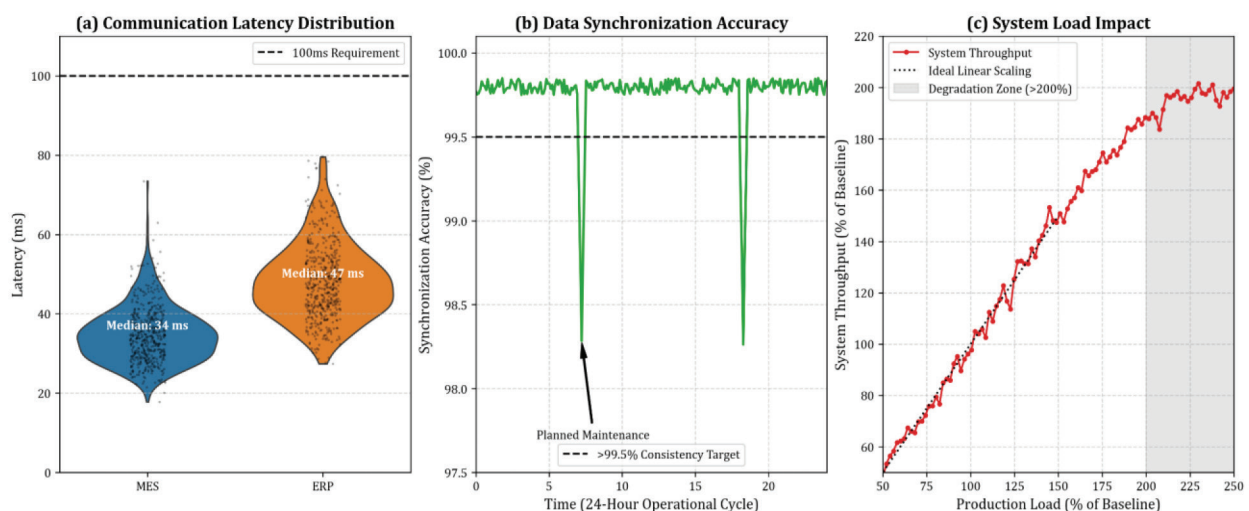 (a) Communication Latency Distribution
Latency (ms)
120
100
80
60
40
20
0
100ms Requirement
Median: 34 ms
Median: 47 ms
MES
ERP
(b) Data Synchronization Accuracy
Synchronization Accuracy (%)
100.0
99.5
99.0
98.5
98.0
97.5
Planned Maintenance
>99.5% Consistency Target
0
5
10
15
20
Time (24-Hour Operational Cycle)
(c) System Load Impact
System Throughput (% of Baseline)
220
200
180
160
140
120
100
80
60
System Throughput
Ideal Linear Scaling
Degradation Zone (>200%)
50
75
100
125
150
175
200
225
250
Production Load (% of Baseline)